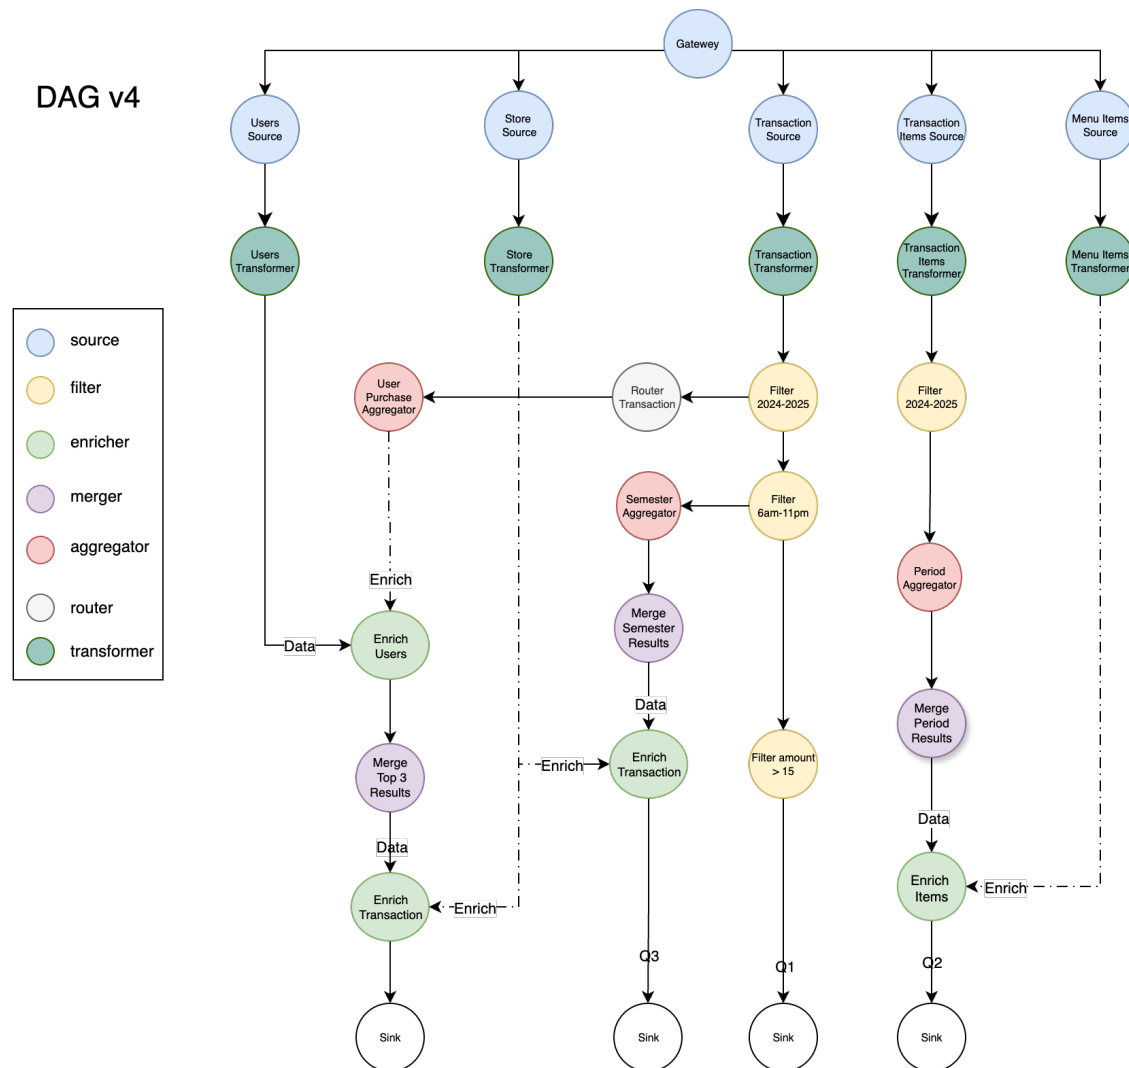 Gatewey
DAG v4
Users
Source
Store
Source
Transaction
Source
Transaction
Items Source
Menu Items
Source
Users
Transformer
Store
Transformer
Transaction
Transformer
Transaction
Items
Transformer
Menu Items
Transformer
source
filter
enricher
merger
aggregator
router
transformer
User
Purchase
Aggregator
Router
Transaction
Filter
2024-2025
Filter
2024-2025
Semester
Aggregator
Filter
6am-11pm
Period
Aggregator
Enrich
Data
Enrich
Users
Merge
Semester
Results
Data
Merge
Period
Results
Merge
Top 3
Results
Enrich
Enrich
Transaction
Filter amount
> 15
Data
Data
Enrich
Transaction
Enrich
Enrich
Items
Enrich
Q3
Q1
Q2
Sink
Sink
Sink
Sink